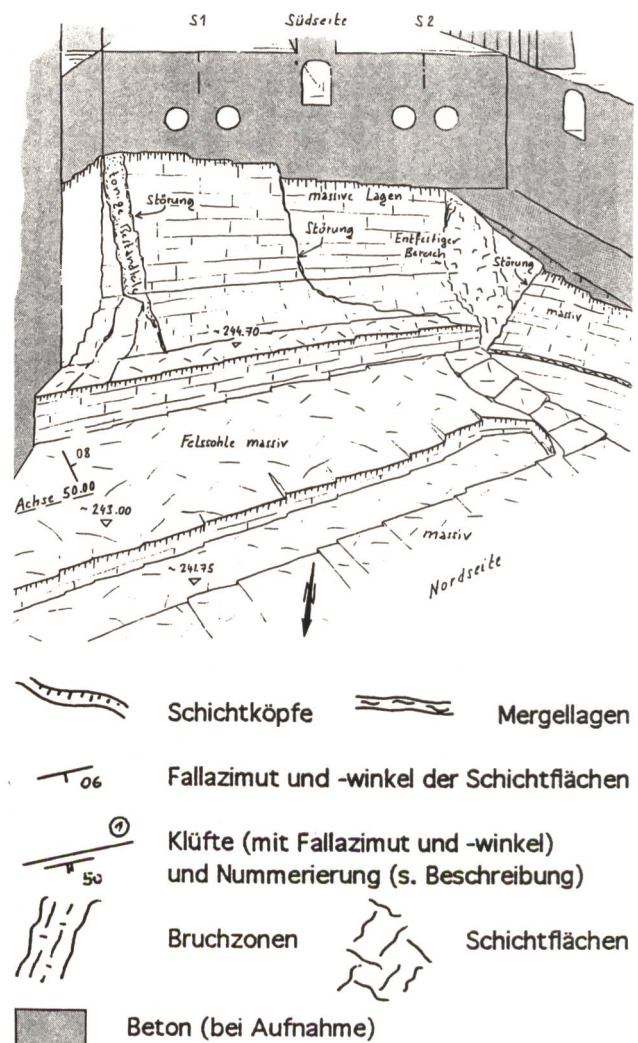 S1 Südseite S2
Störung
tonige Bestandteile
massive Lagen
Störung
Entfestigter
Bereich
Störung
massiv
~244.70
Felssohle massiv
08
Achse 50.00
~243.00
massiv
~241.75
Nordseite
N
Schichtköpfe Mergellagen
06 Fallazimut und -winkel der Schichtflächen
1
50 Klüfte (mit Fallazimut und -winkel)
und Nummerierung (s. Beschreibung)
Bruchzonen Schichtflächen
Beton (bei Aufnahme)